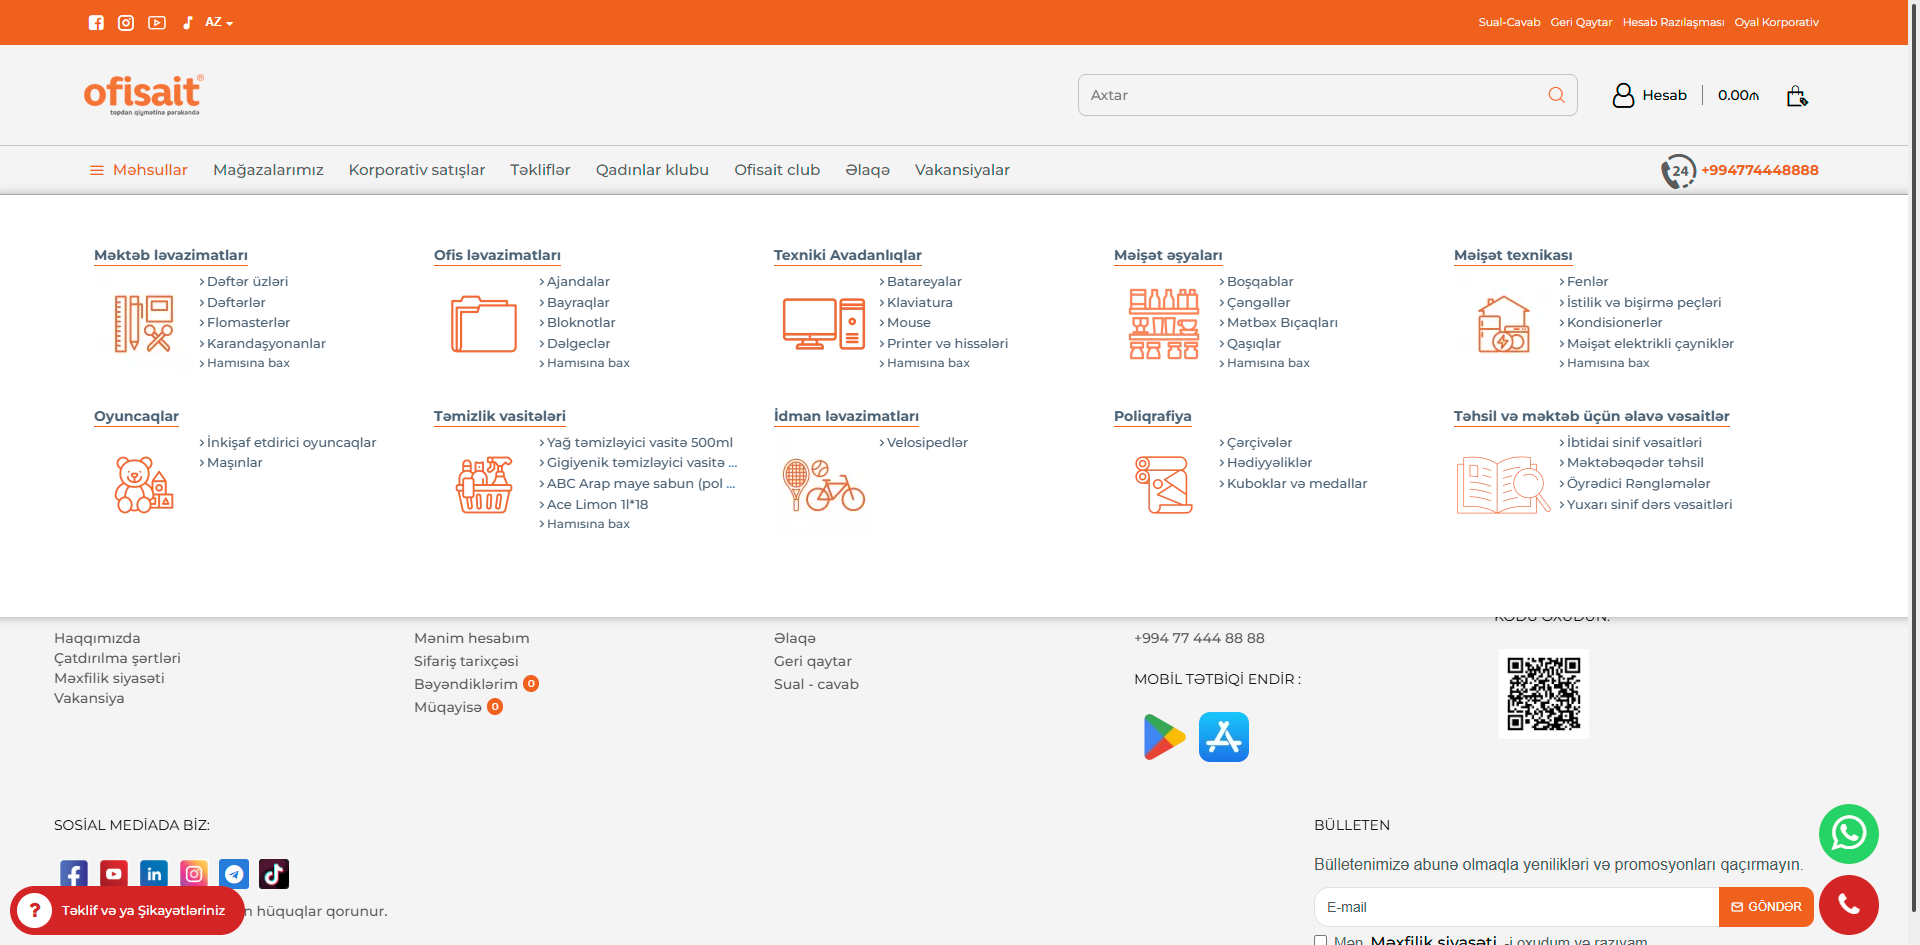 AZ
Sual-Cavab Geri Qaytar Hesab Razılaşması Oyal Korporativ
ofisait®
topdan qiymətinə pərakəndə
Axtar
Hesab
0.00₼
Məhsullar Mağazalarımız Korporativ satışlar Təkliflər Qadınlar klubu Ofisait club Əlaqə Vakansiyalar
24 +994774448888
Məktəb ləvazimatları
Dəftər üzləri
Dəftərlər
Flomasterlər
Karandaşyonanlar
Hamısına bax
Ofis ləvazimatları
Ajandalar
Bayraqlar
Bloknotlar
Dəlgeclər
Hamısına bax
Texniki Avadanlıqlar
Batareyalar
Klaviatura
Mouse
Printer və hissələri
Hamısına bax
Məişət əşyaları
Boşqablar
Çəngəllər
Mətbəx Bıçaqları
Qaşıqlar
Hamısına bax
Məişət texnikası
Fenlər
İstilik və bişirmə peçləri
Kondisionerlər
Məişət elektrikli çayniklər
Hamısına bax
Oyuncaqlar
İnkişaf etdirici oyuncaqlar
Maşınlar
Təmizlik vasitələri
Yağ təmizləyici vasitə 500ml
Gigiyenik təmizləyici vasitə ...
ABC Arap maye sabun (pol ...
Ace Limon 1l*18
Hamısına bax
İdman ləvazimatları
Velosipedlər
Poliqrafiya
Çərçivələr
Hədiyyəliklər
Kuboklar və medallar
Təhsil və məktəb üçün əlavə vəsaitlər
İbtidai sinif vəsaitləri
Məktəbəqədər təhsil
Öyrədici Rəngləmələr
Yuxarı sinif dərs vəsaitləri
Haqqımızda
Çatdırılma şərtləri
Məxfilik siyasəti
Vakansiya
Mənim hesabım
Sifariş tarixçəsi
Bəyəndiklərim 0
Müqayisə 0
Əlaqə
Geri qaytar
Sual - cavab
+994 77 444 88 88
MOBİL TƏTBİQİ ENDİR :
KODU OXUDUN:
SOSİAL MEDİADA BİZ:
? Təklif və ya Şikayətləriniz
n hüquqlar qorunur.
BÜLLETEN
Bülletenimizə abunə olmaqla yenilikləri və promosyonları qaçırmayın.
E-mail
GÖNDƏR
Mən Məxfilik siyasəti -i oxudum və razıyam